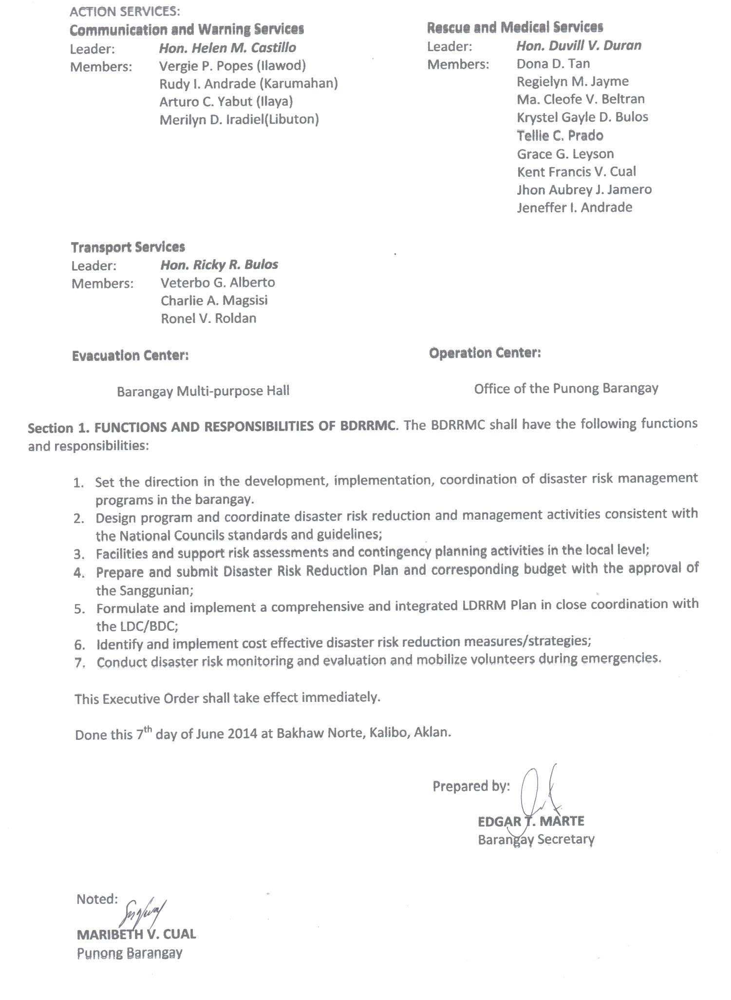 ACTION SERVICES:
Communication and Warning Services
Leader: Hon. Helen M. Castillo
Members: Vergie P. Popes (Ilawod)
Rudy I. Andrade (Karumahan)
Arturo C. Yabut (Ilaya)
Merilyn D. Iradiel(Libuton)
Rescue and Medical Services
Leader: Hon. Duvill V. Duran
Members: Dona D. Tan
Regielyn M. Jayme
Ma. Cleofe V. Beltran
Krystel Gayle D. Bulos
Tellie C. Prado
Grace G. Leyson
Kent Francis V. Cual
Jhon Aubrey J. Jamero
Jeneffer I. Andrade
Transport Services
Leader: Hon. Ricky R. Bulos
Members: Veterbo G. Alberto
Charlie A. Magsisi
Ronel V. Roldan
Evacuation Center:
Barangay Multi-purpose Hall
Operation Center:
Office of the Punong Barangay
Section 1. FUNCTIONS AND RESPONSIBILITIES OF BDRRMC. The BDRRMC shall have the following functions
and responsibilities:
1. Set the direction in the development, implementation, coordination of disaster risk management
programs in the barangay.
2. Design program and coordinate disaster risk reduction and management activities consistent with
the National Councils standards and guidelines;
3. Facilities and support risk assessments and contingency planning activities in the local level;
4. Prepare and submit Disaster Risk Reduction Plan and corresponding budget with the approval of
the Sanggunian;
5. Formulate and implement a comprehensive and integrated LDRRM Plan in close coordination with
the LDC/BDC;
6. Identify and implement cost effective disaster risk reduction measures/strategies;
7. Conduct disaster risk monitoring and evaluation and mobilize volunteers during emergencies.
This Executive Order shall take effect immediately.
Done this 7th day of June 2014 at Bakhaw Norte, Kalibo, Aklan.
Prepared by:
EDGAR T. MARTE
Barangay Secretary
Noted:
MARIBETH V. CUAL
Punong Barangay